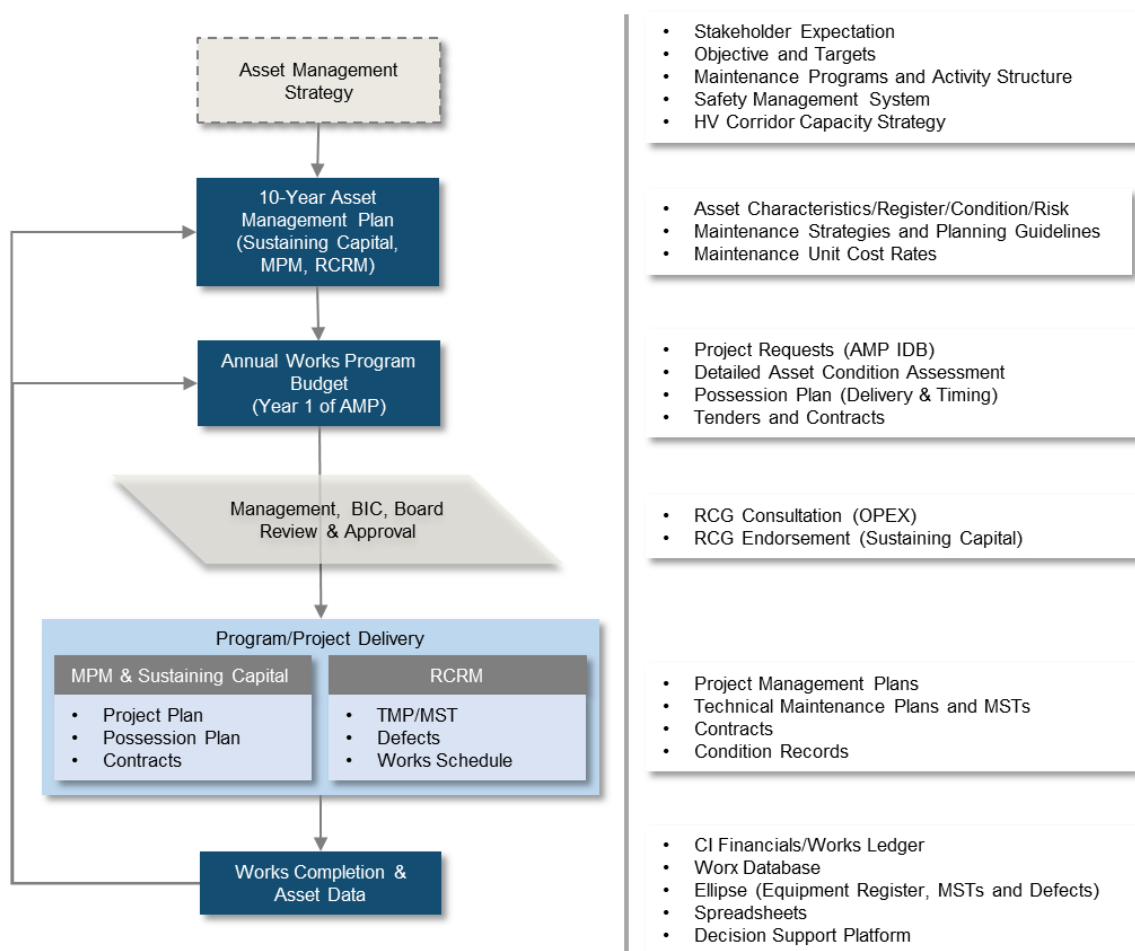 Asset Management
Strategy
10-Year Asset
Management Plan
(Sustaining Capital,
MPM, RCRM)
Annual Works Program
Budget
(Year 1 of AMP)
Management, BIC, Board
Review & Approval
Program/Project Delivery
MPM & Sustaining Capital
• Project Plan
• Possession Plan
• Contracts
RCRM
• TMP/MST
• Defects
• Works Schedule
Works Completion &
Asset Data
• Stakeholder Expectation
• Objective and Targets
• Maintenance Programs and Activity Structure
• Safety Management System
• HV Corridor Capacity Strategy
• Asset Characteristics/Register/Condition/Risk
• Maintenance Strategies and Planning Guidelines
• Maintenance Unit Cost Rates
• Project Requests (AMP IDB)
• Detailed Asset Condition Assessment
• Possession Plan (Delivery & Timing)
• Tenders and Contracts
• RCG Consultation (OPEX)
• RCG Endorsement (Sustaining Capital)
• Project Management Plans
• Technical Maintenance Plans and MSTs
• Contracts
• Condition Records
• CI Financials/Works Ledger
• Worx Database
• Ellipse (Equipment Register, MSTs and Defects)
• Spreadsheets
• Decision Support Platform